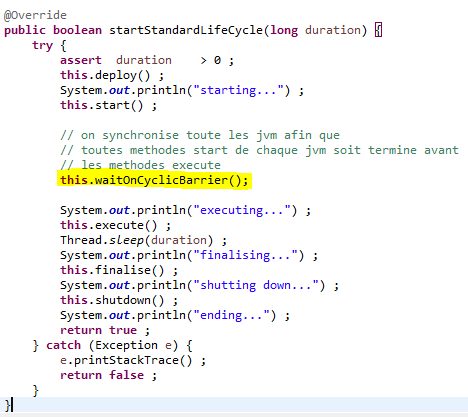 @Override
public boolean startStandardLifeCycle(long duration) {
try {
assert duration > 0 ;
this.deploy() ;
System.out.println("starting...") ;
this.start() ;
// on synchronise toute les jvm afin que
// toutes methodes start de chaque jvm soit termine avant
// les methodes execute
this.waitOnCyclicBarrier();
System.out.println("executing...") ;
this.execute() ;
Thread.sleep(duration) ;
System.out.println("finalising...") ;
this.finalise() ;
System.out.println("shutting down...") ;
this.shutdown() ;
System.out.println("ending...") ;
return true ;
} catch (Exception e) {
e.printStackTrace() ;
return false ;
}
}